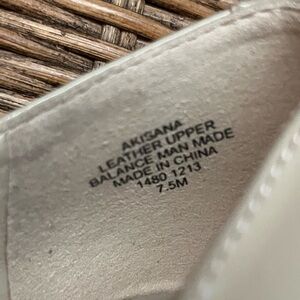 AKISANA
LEATHER UPPER
BALANCE MAN MADE
MADE IN CHINA
1480 1213
7.5M